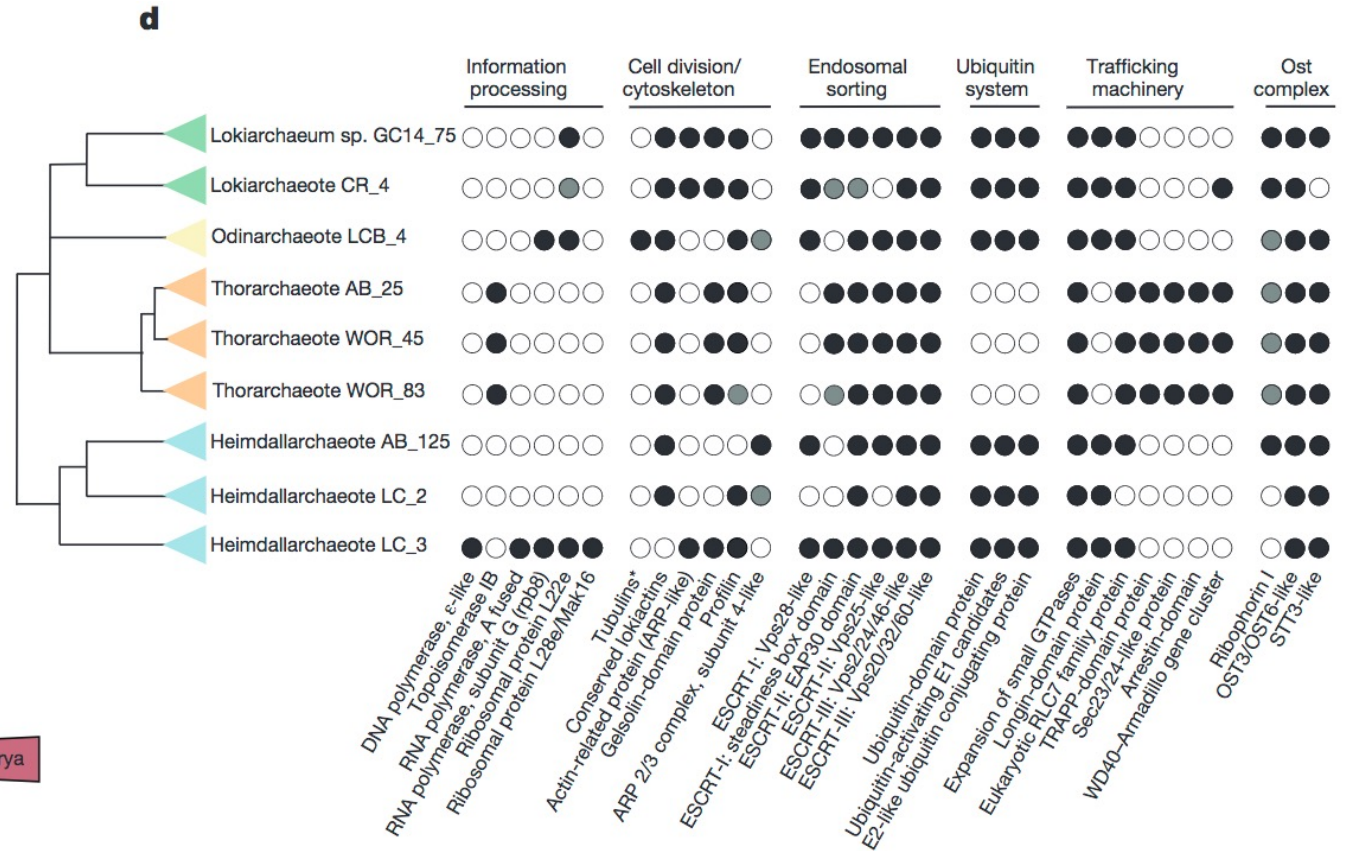 d
Information
processing
Cell division/
cytoskeleton
Endosomal
sorting
Ubiquitin
system
Trafficking
machinery
Ost
complex
Lokiarchaeum sp. GC14_75
Lokiarchaeote CR_4
Odinarchaeote LCB_4
Thorarchaeote AB_25
Thorarchaeote WOR_45
Thorarchaeote WOR_83
Heimdallarchaeote AB_125
Heimdallarchaeote LC_2
Heimdallarchaeote LC_3
DNA polymerase, ε-like
Topoisomerase IB
RNA polymerase, A fused
RNA polymerase, subunit G (rpb8)
Ribosomal protein L22e
Ribosomal protein L28e/Mak16
Tubulins*
Conserved lokiactins
Actin-related protein (ARP-like)
Gelsolin-domain protein
Profilin
ARP 2/3 complex, subunit 4-like
ESCRT-I: Vps28-like
ESCRT-I: steadiness box domain
ESCRT-II: EAP30 domain
ESCRT-II: Vps25-like
ESCRT-III: Vps2/24/46-like
ESCRT-III: Vps20/32/60-like
Ubiquitin-domain protein
Ubiquitin-activating E1 candidates
E2-like ubiquitin conjugating protein
Expansion of small GTPases
Longin-domain protein
Eukaryotic RLC7 familiy protein
TRAPP-domain protein
Sec23/24-like protein
Arrestin-domain
WD40–Armadillo gene cluster
Ribophorin I
OST3/OST6-like
STT3-like
rya